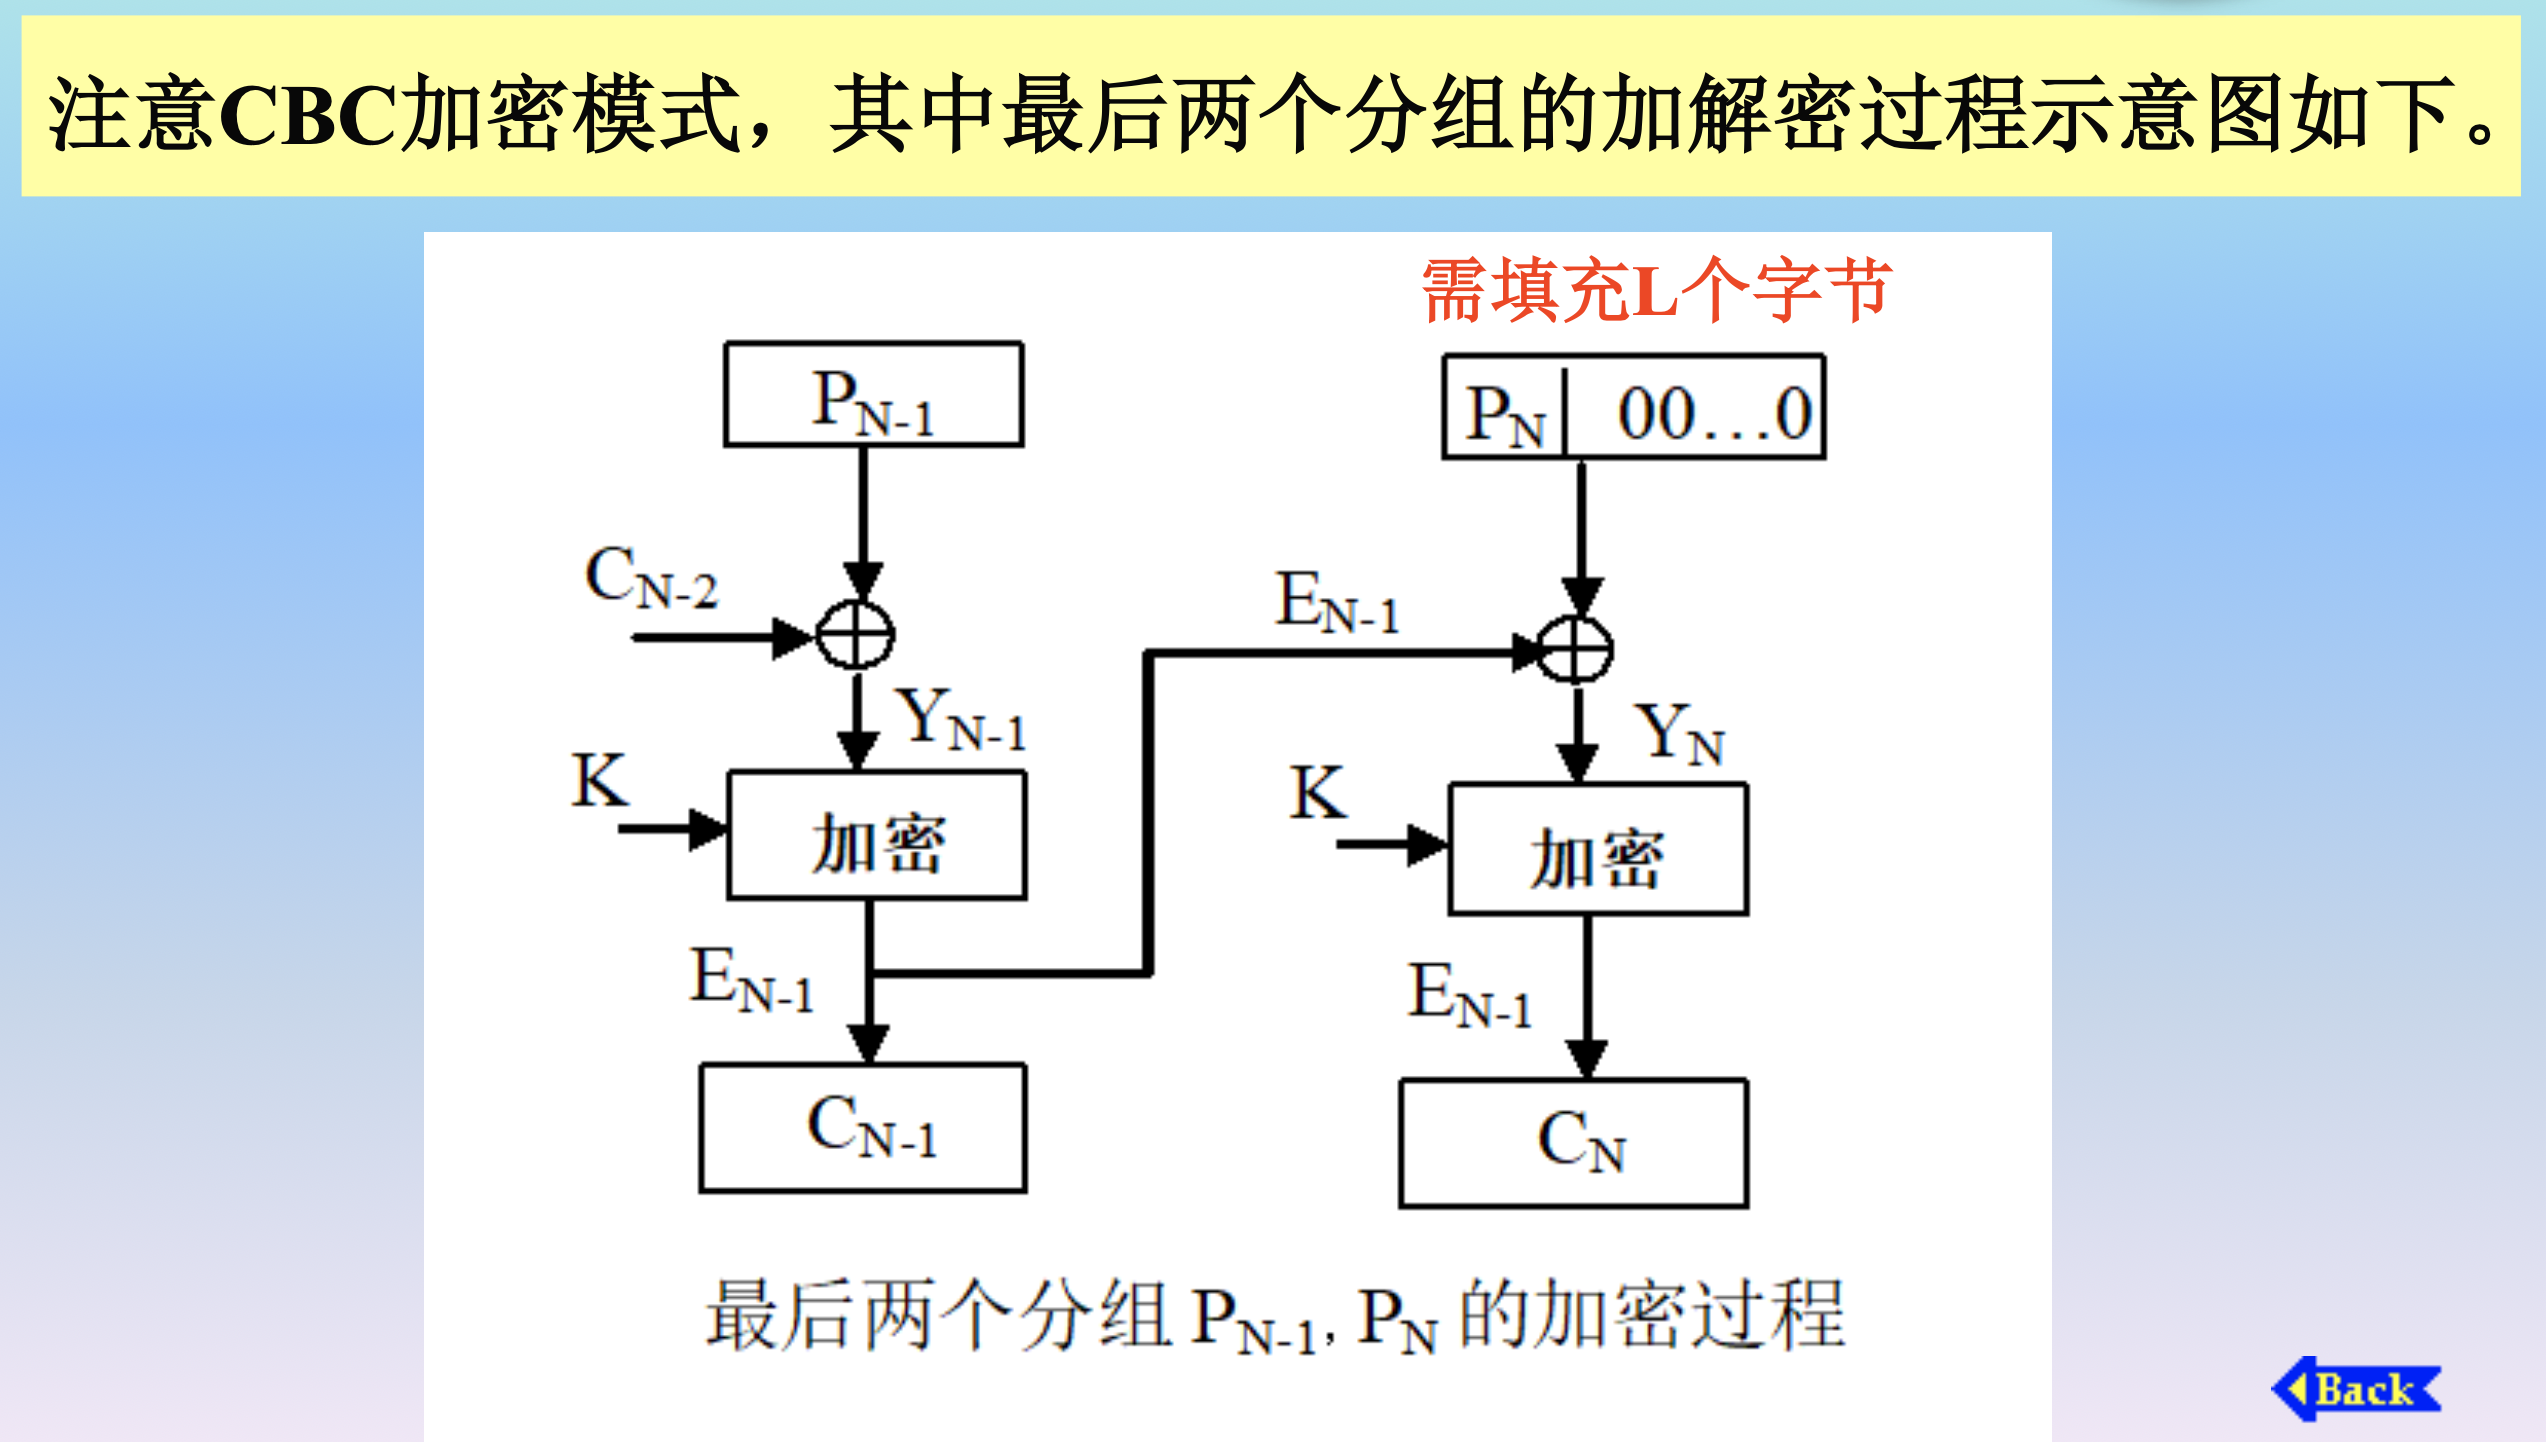 注意CBC加密模式，其中最后两个分组的加解密过程示意图如下。
需填充L个字节
P_{N-1}
P_N | 00…0
C_{N-2}
E_{N-1}
Y_{N-1}
Y_N
K
K
加密
加密
E_{N-1}
E_{N-1}
C_{N-1}
C_N
最后两个分组 P_{N-1}, P_N 的加密过程
Back